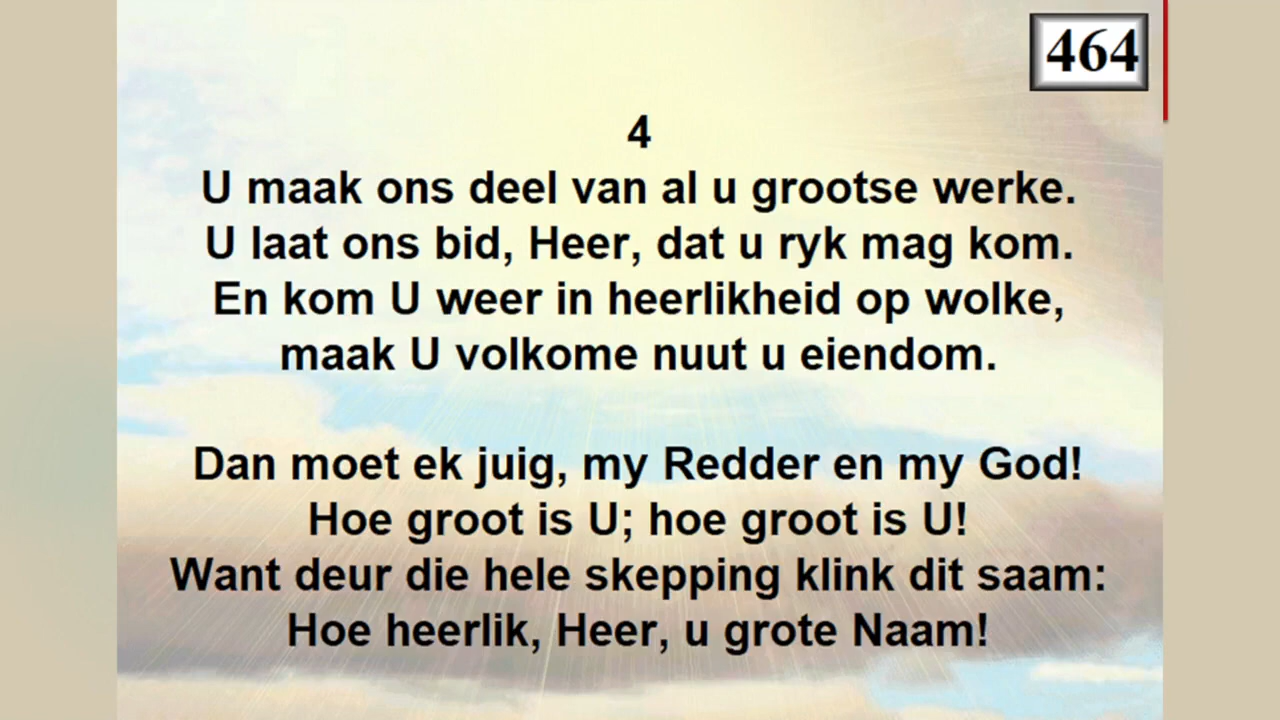 464
4
U maak ons deel van al u grootse werke.
U laat ons bid, Heer, dat u ryk mag kom.
En kom U weer in heerlikheid op wolke,
maak U volkome nuut u eiendom.
Dan moet ek juig, my Redder en my God!
Hoe groot is U; hoe groot is U!
Want deur die hele skepping klink dit saam:
Hoe heerlik, Heer, u grote Naam!